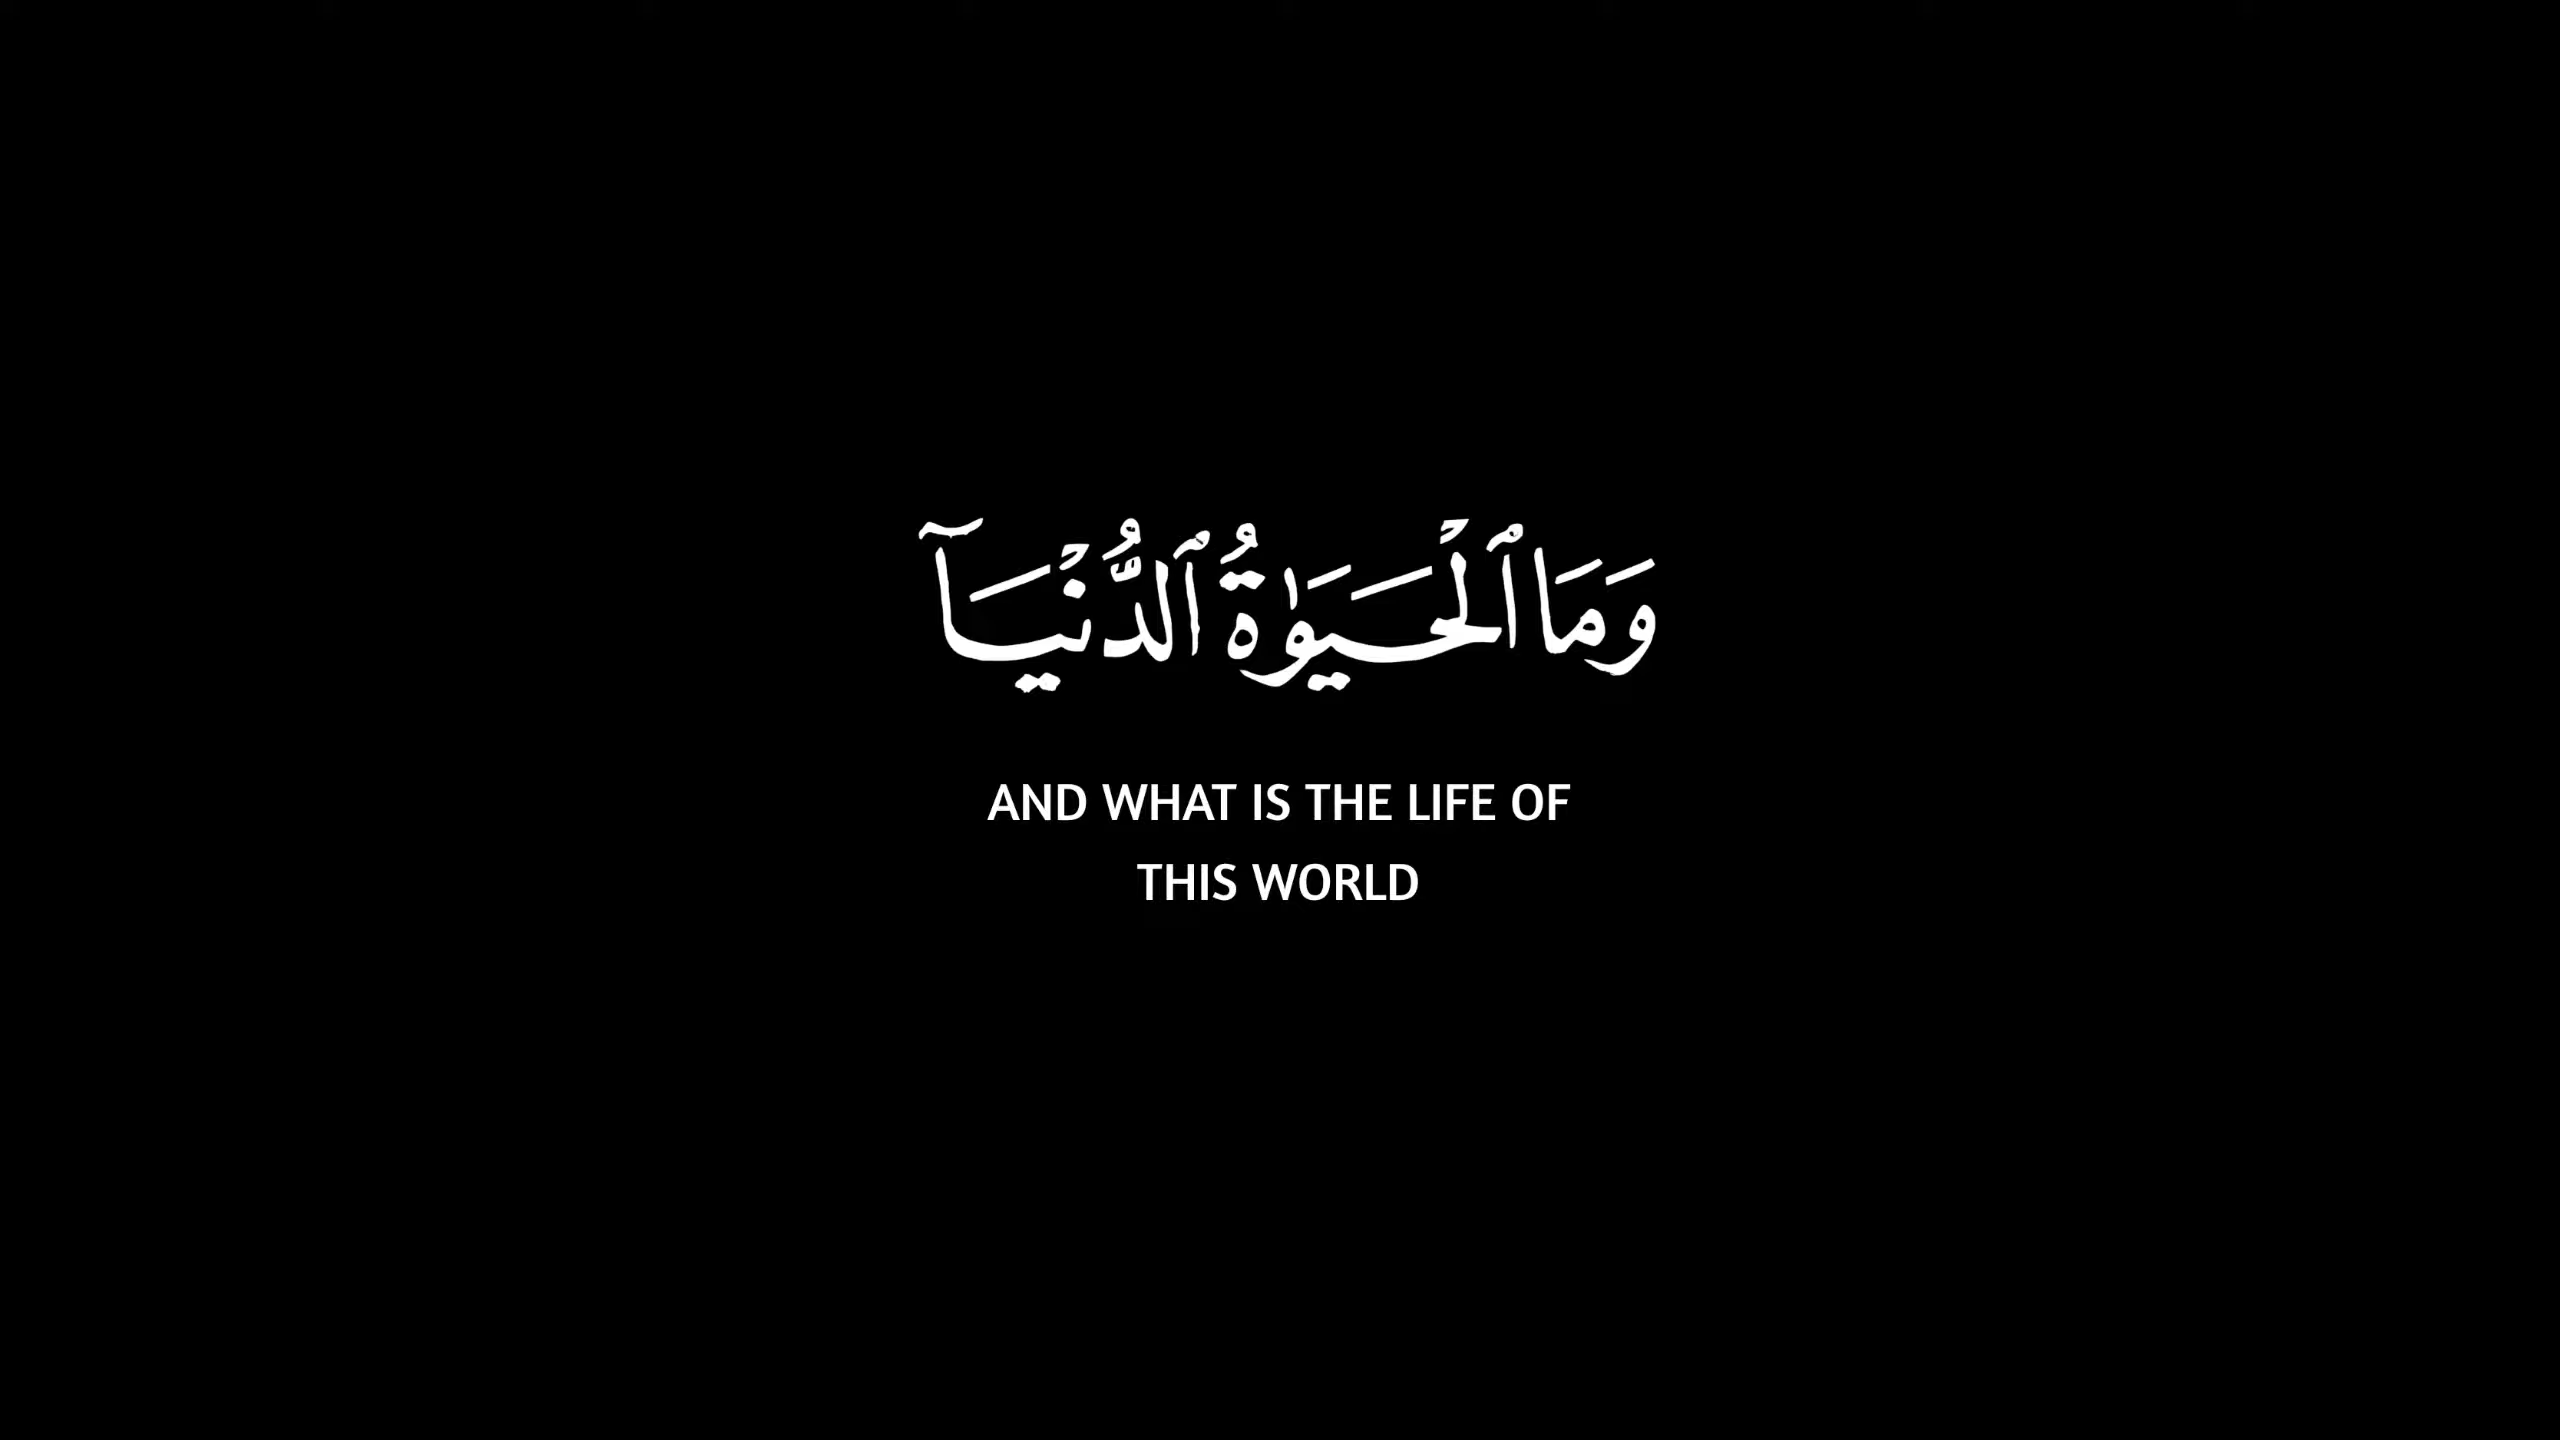 وَمَا ٱلْحَيَوٰةُ ٱلدُّنْيَآ
AND WHAT IS THE LIFE OF
THIS WORLD